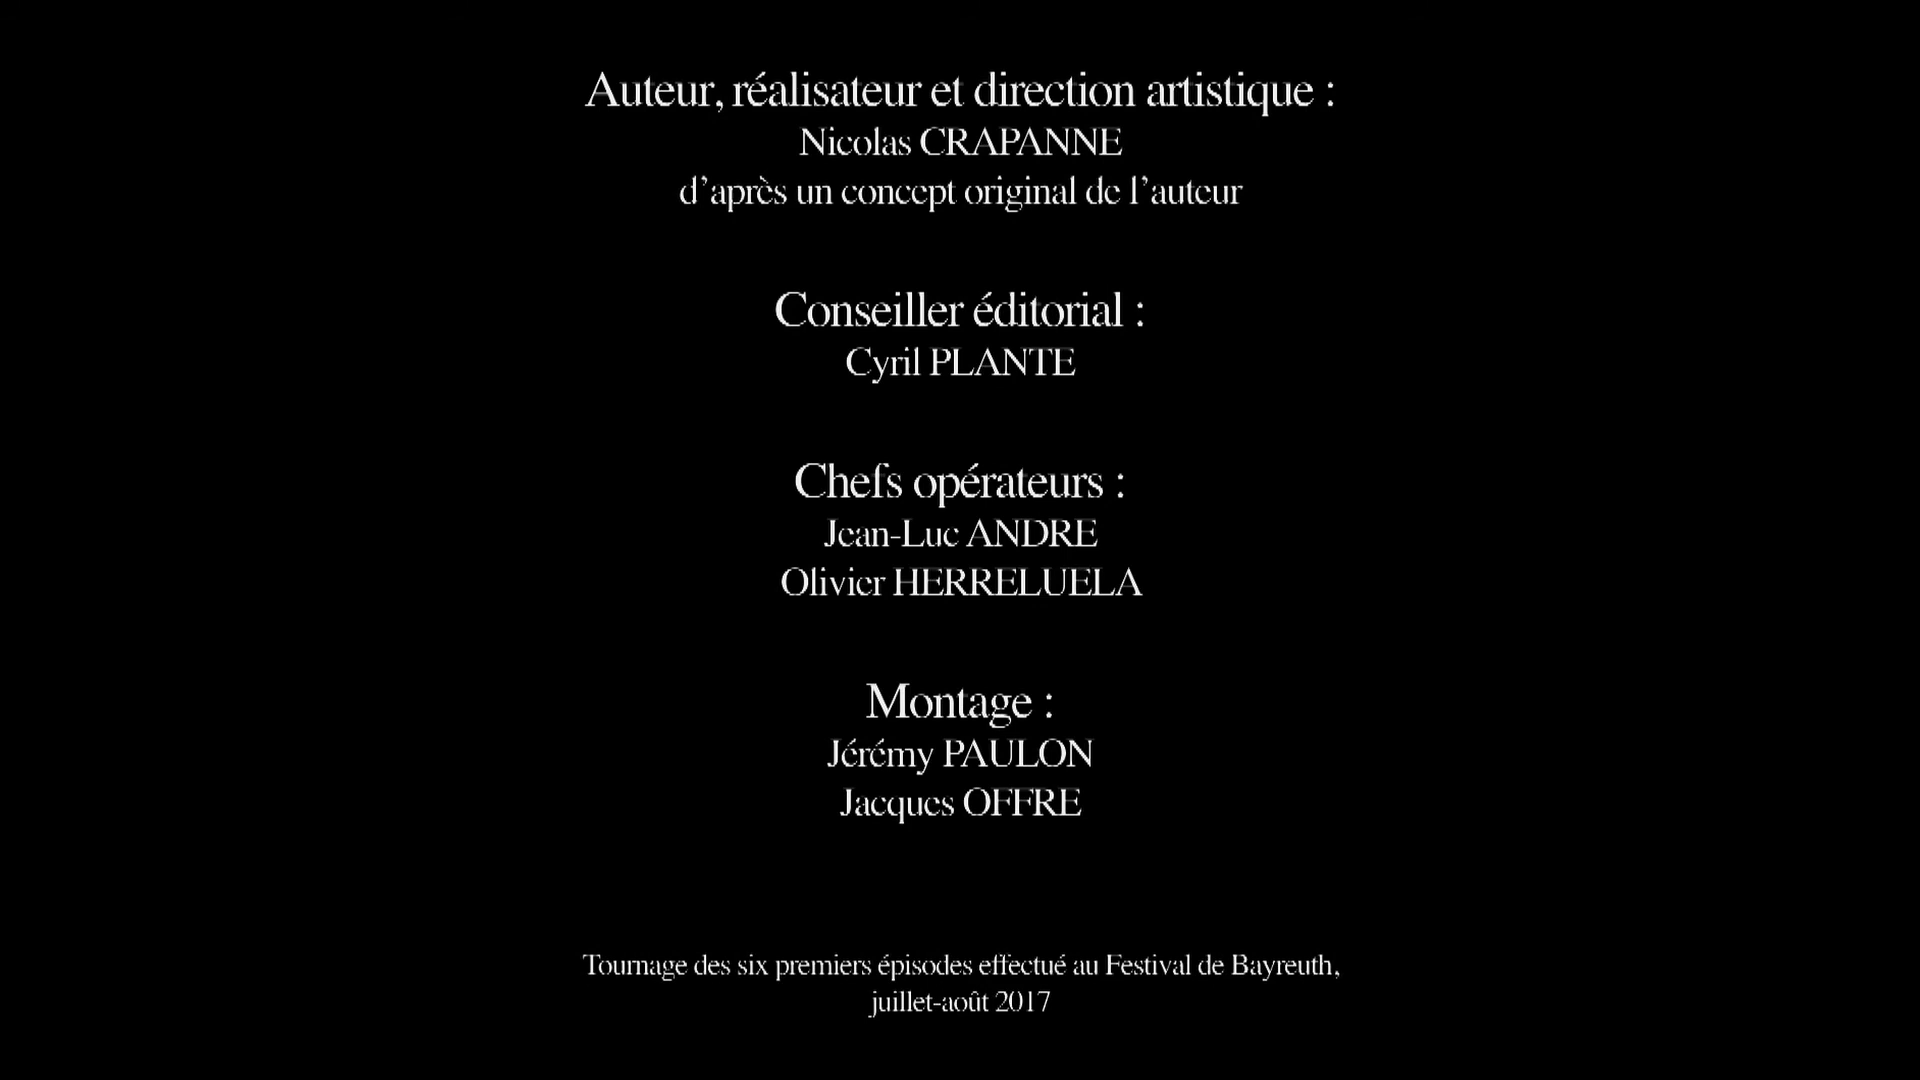 Auteur, réalisateur et direction artistique :
Nicolas CRAPANNE
d’après un concept original de l’auteur
Conseiller éditorial :
Cyril PLANTE
Chefs opérateurs :
Jean-Luc ANDRE
Olivier HERRELUELA
Montage :
Jérémy PAULON
Jacques OFFRE
Tournage des six premiers épisodes effectué au Festival de Bayreuth,
juillet-août 2017